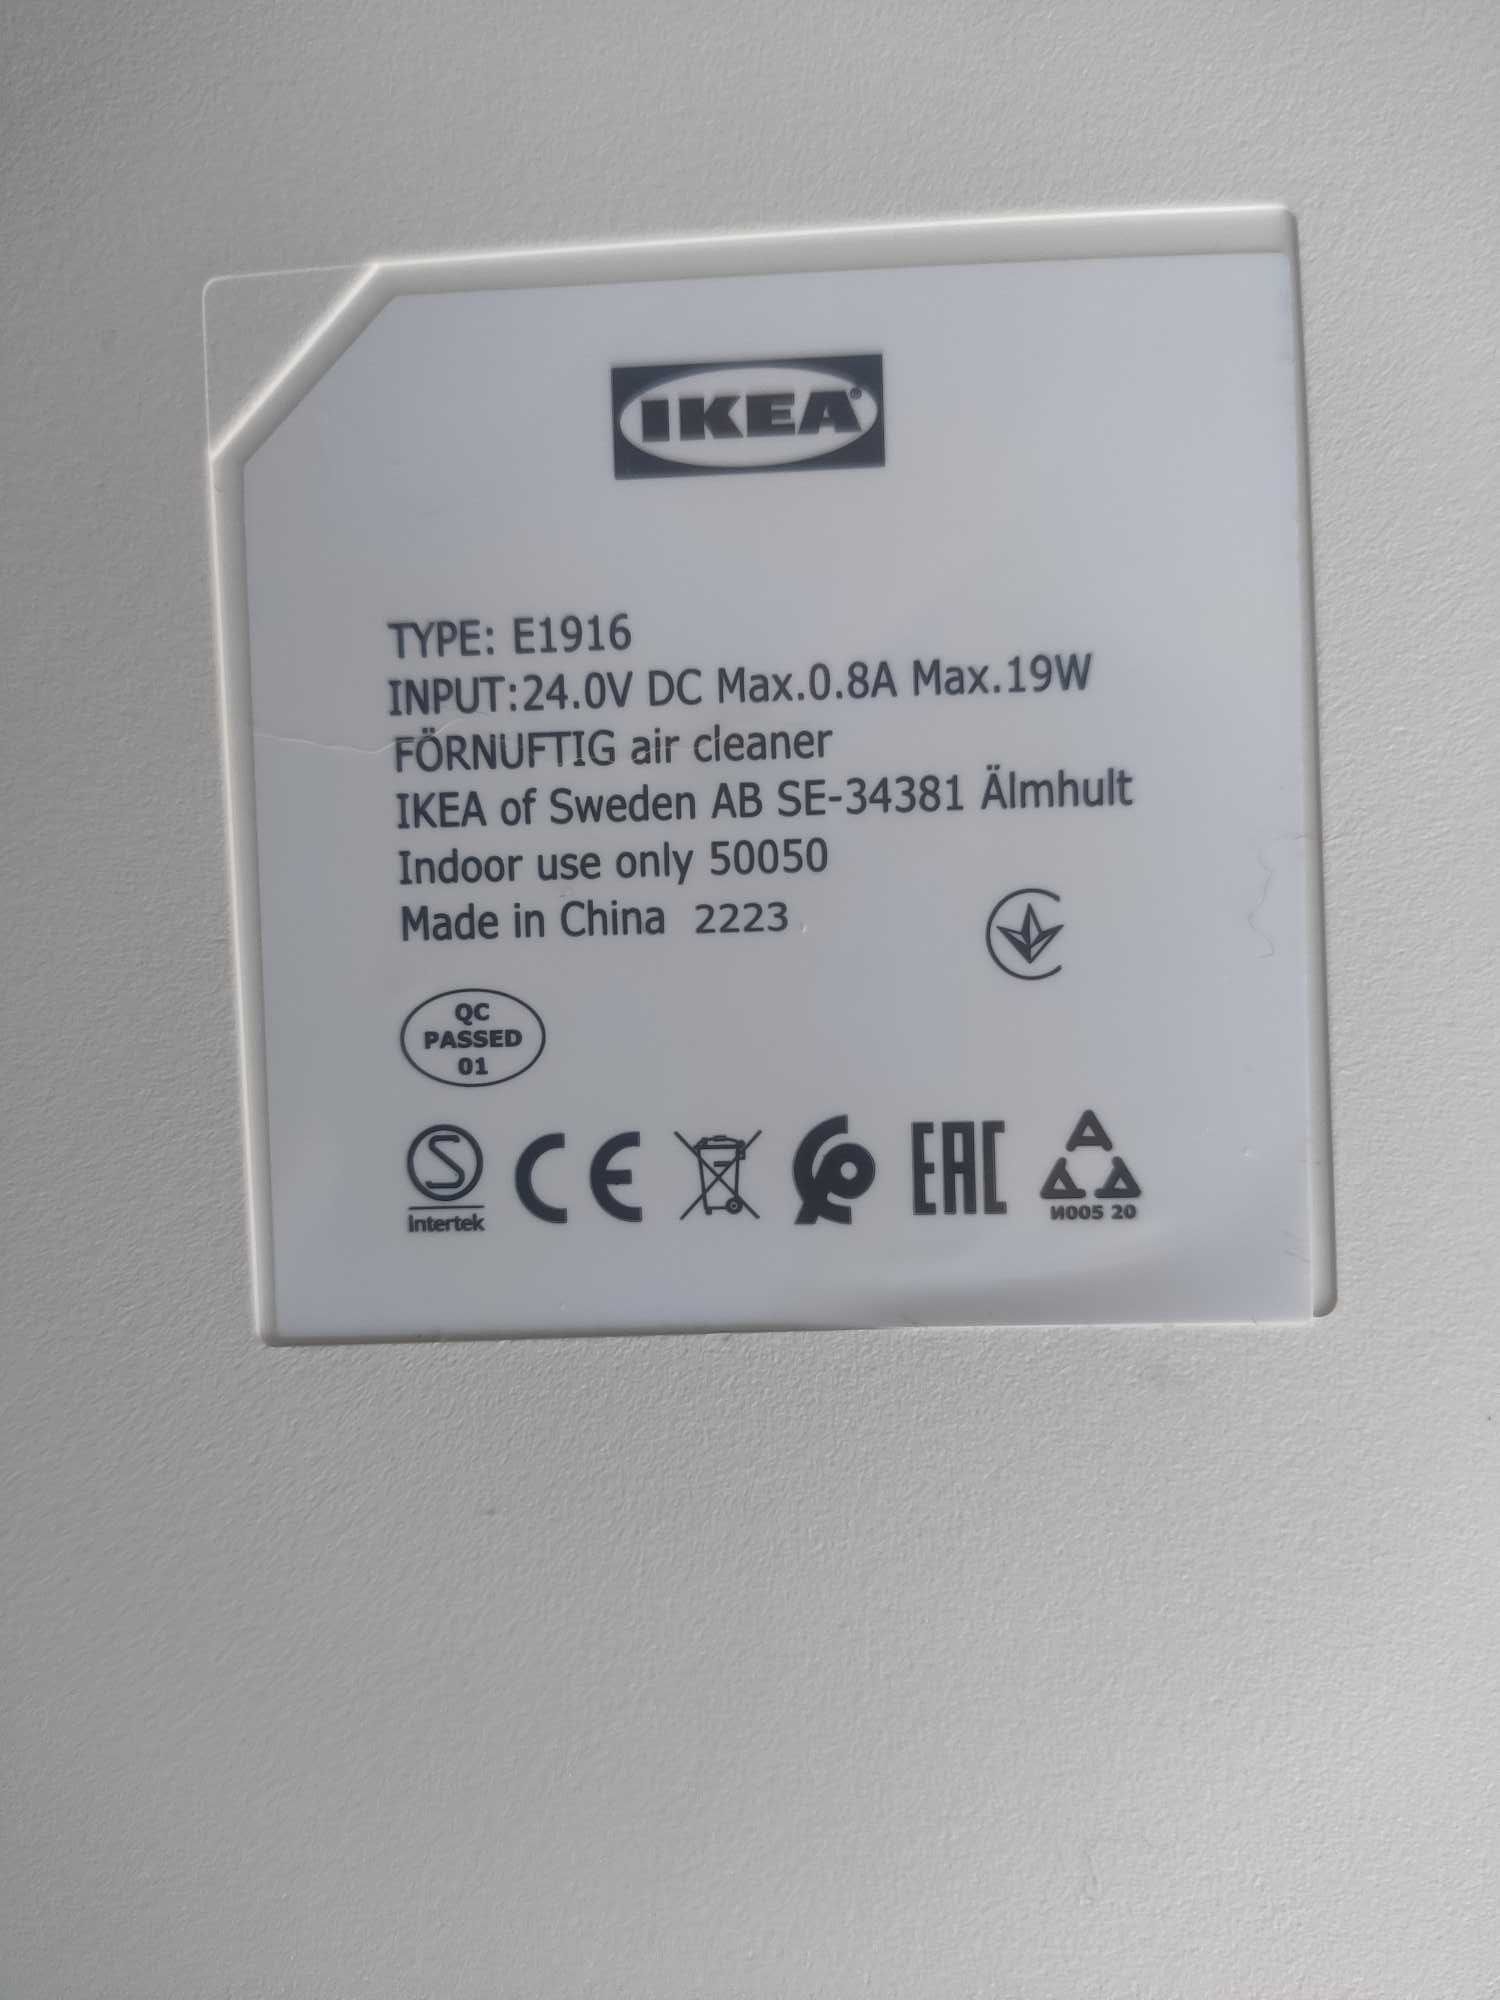 IKEA®
TYPE: E1916
INPUT:24.0V DC Max.0.8A Max.19W
FÖRNUFTIG air cleaner
IKEA of Sweden AB SE-34381 Älmhult
Indoor use only 50050
Made in China 2223
QC
PASSED
01
S
Intertek
CE
EAC
И005 20